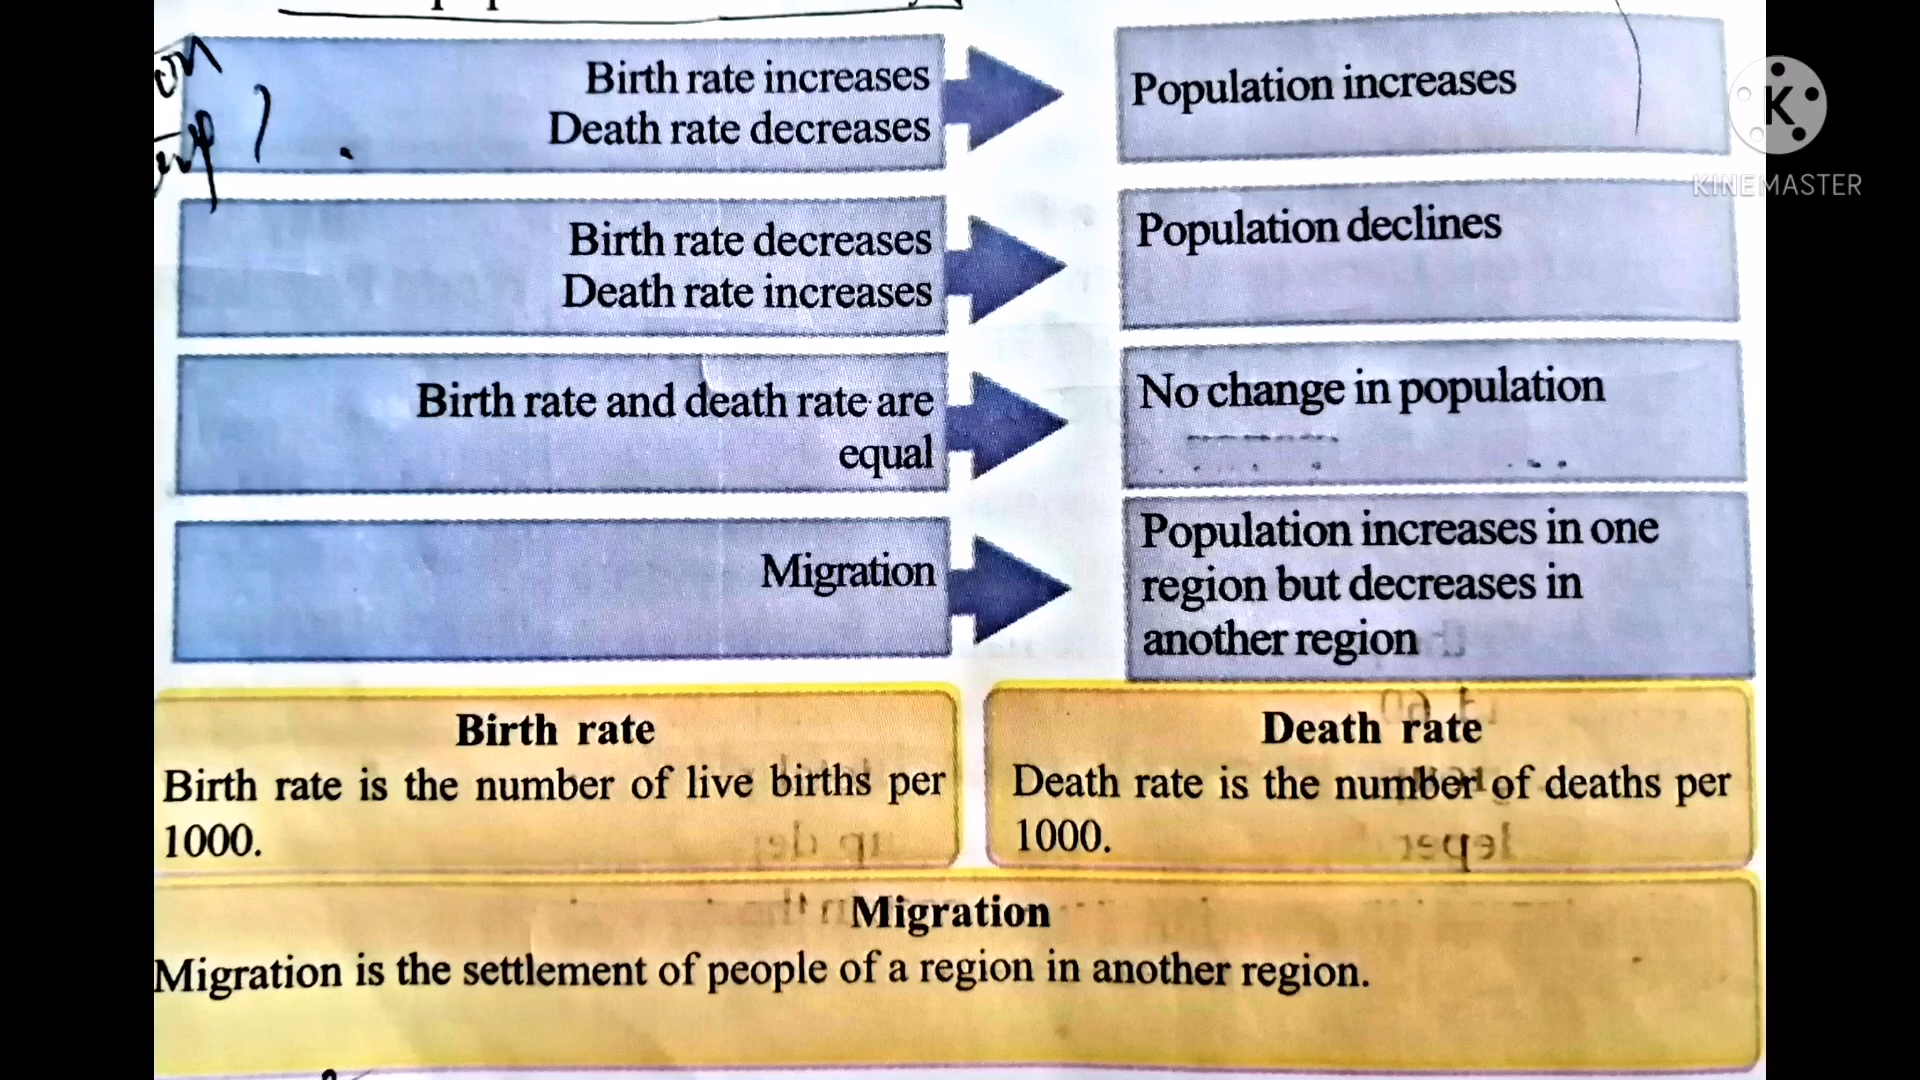 Birth rate increases
Death rate decreases
Population increases
Birth rate decreases
Death rate increases
Population declines
Birth rate and death rate are
equal
No change in population
Migration
Population increases in one
region but decreases in
another region
Birth rate
Birth rate is the number of live births per
1000.
Death rate
Death rate is the number of deaths per
1000.
Migration
Migration is the settlement of people of a region in another region.
K
KINEMASTER